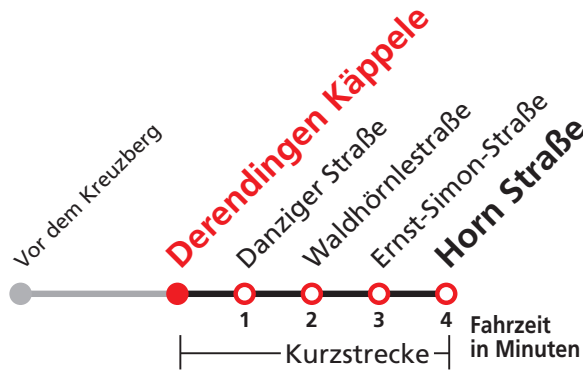 Vor dem Kreuzberg
Derendingen Käppele
Danziger Straße
Waldhörnlestraße
Ernst-Simon-Straße
Horn Straße
1 2 3 4 Fahrzeit
in Minuten
Kurzstrecke